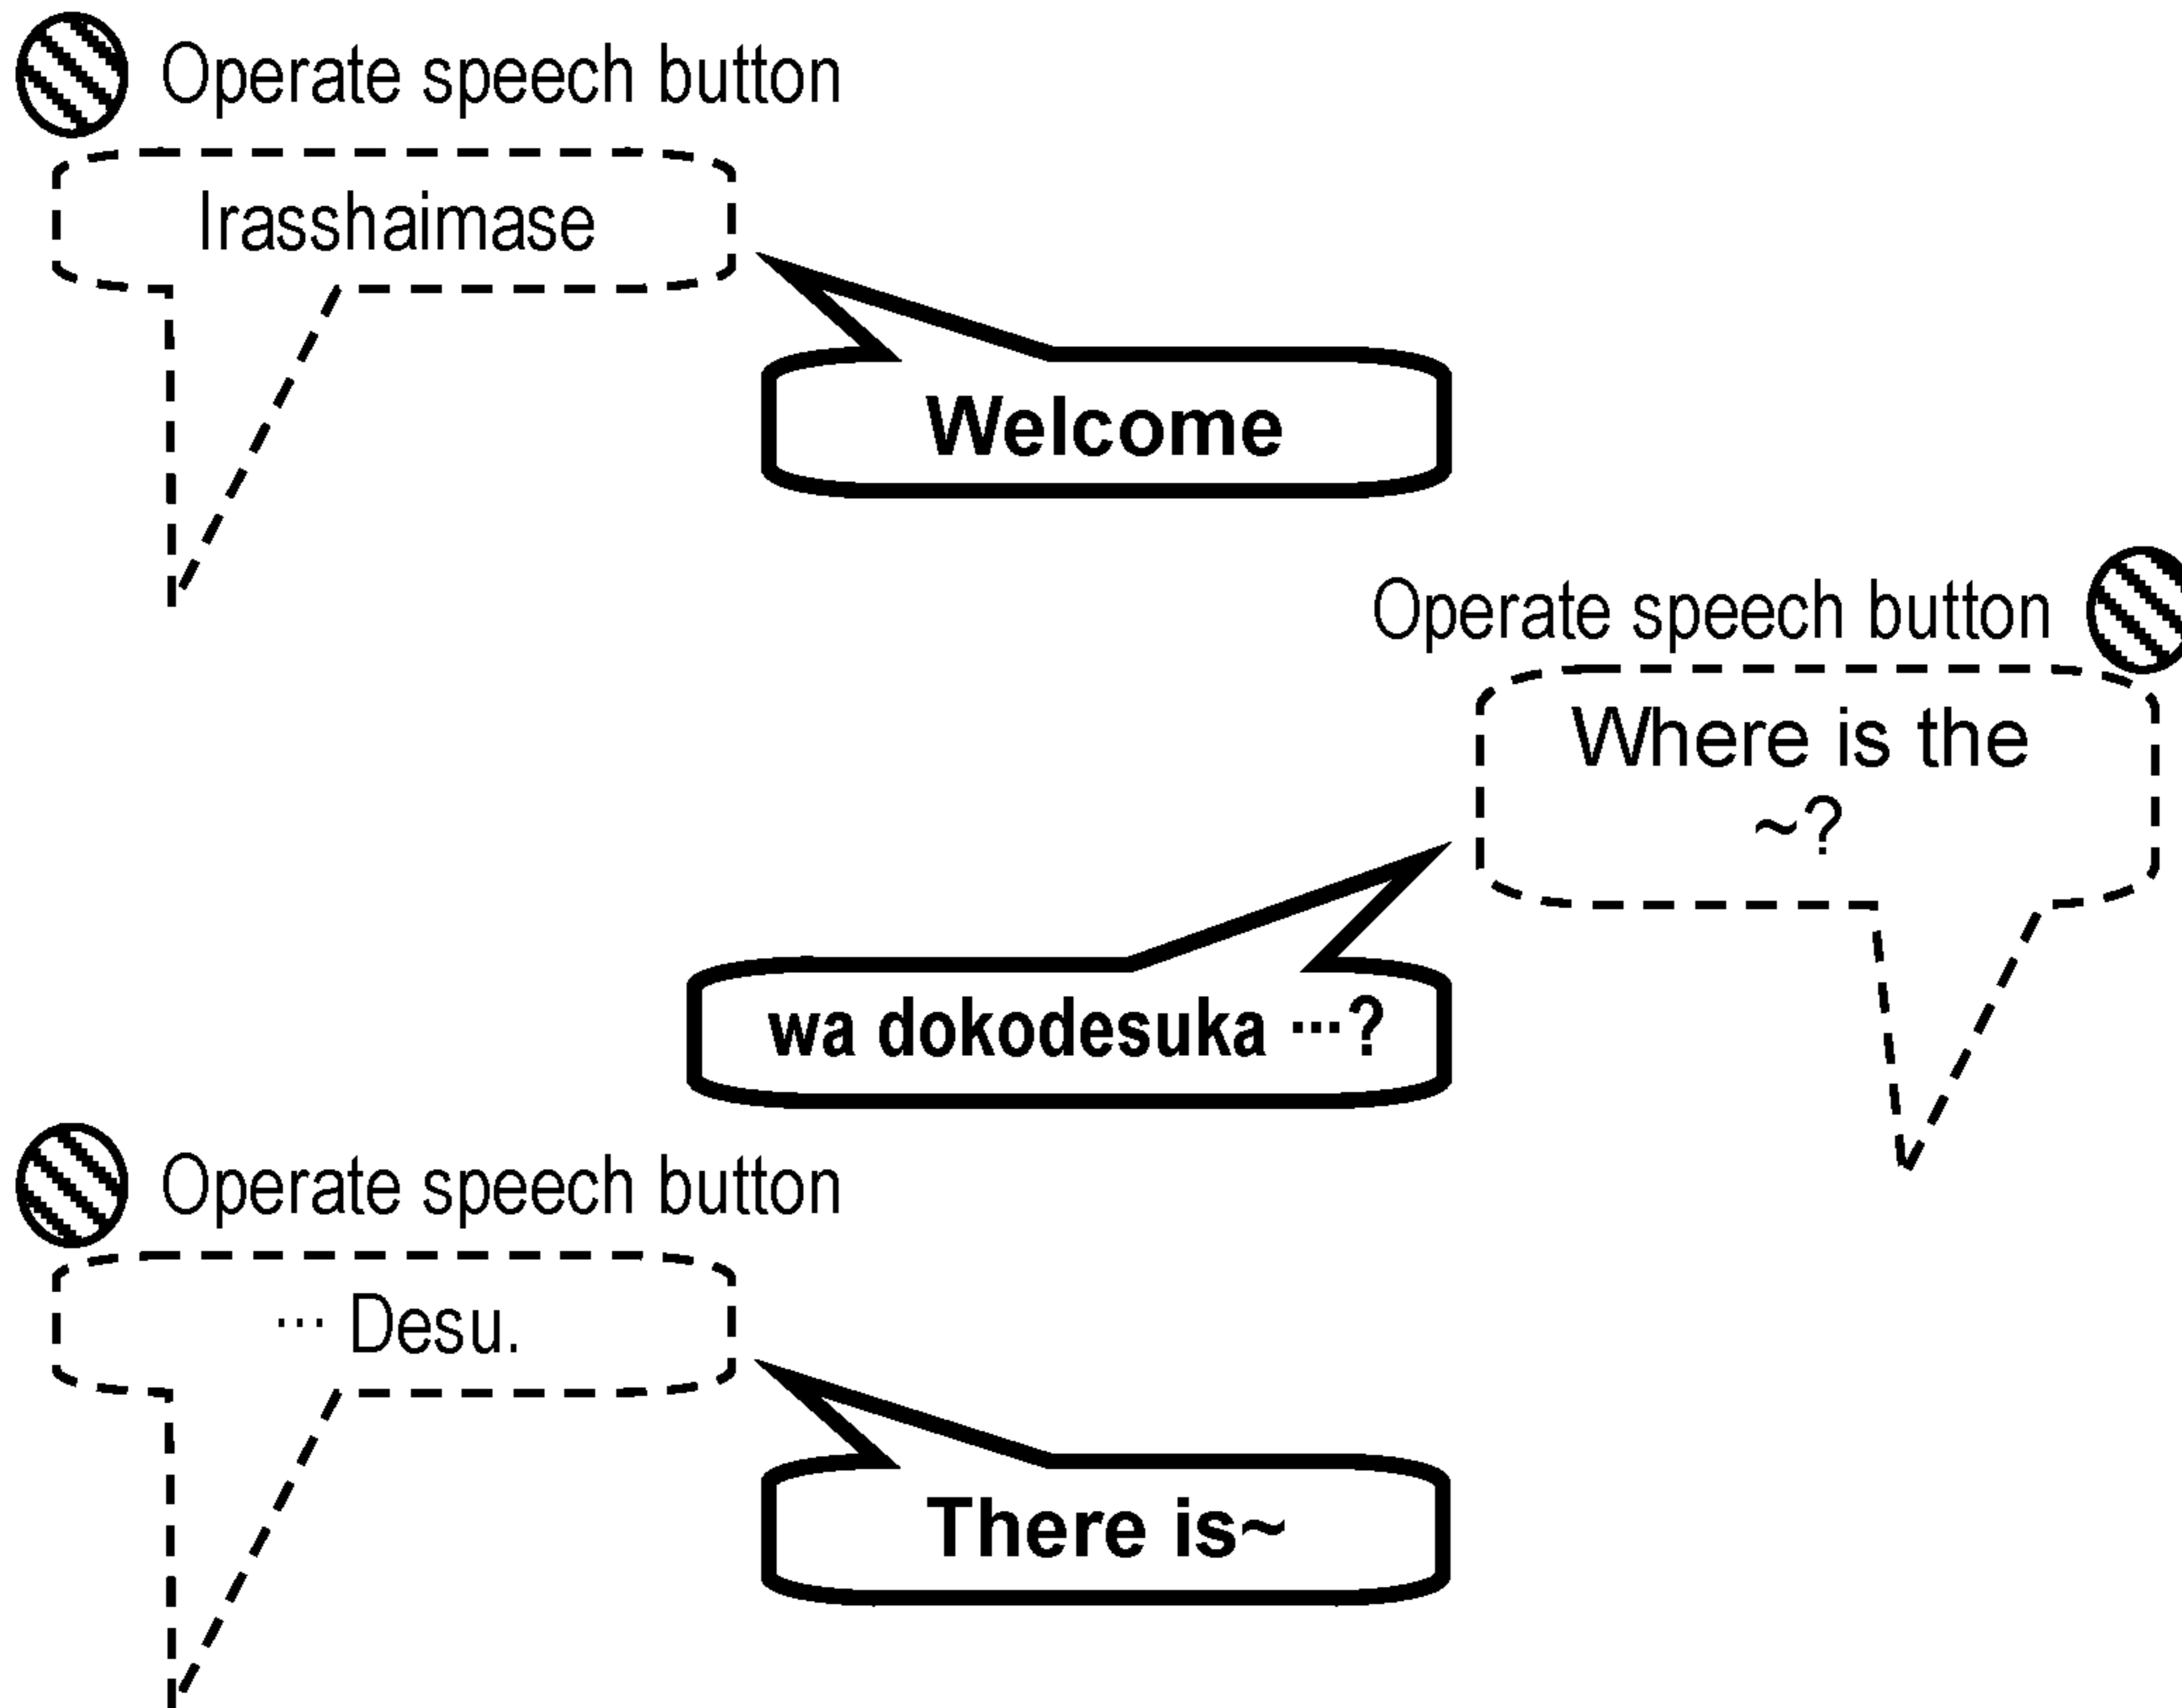 Operate speech button
Irasshaimase
Welcome
Operate speech button
Where is the
~?
wa dokodesuka ⋯?
Operate speech button
⋯ Desu.
There is~